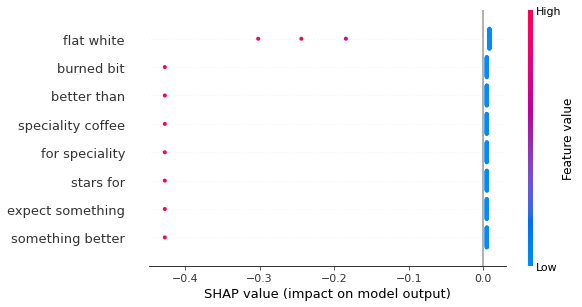 High
flat white
burned bit
better than
speciality coffee
for speciality
stars for
expect something
something better
Feature value
Low
−0.4 −0.3 −0.2 −0.1 0.0
SHAP value (impact on model output)